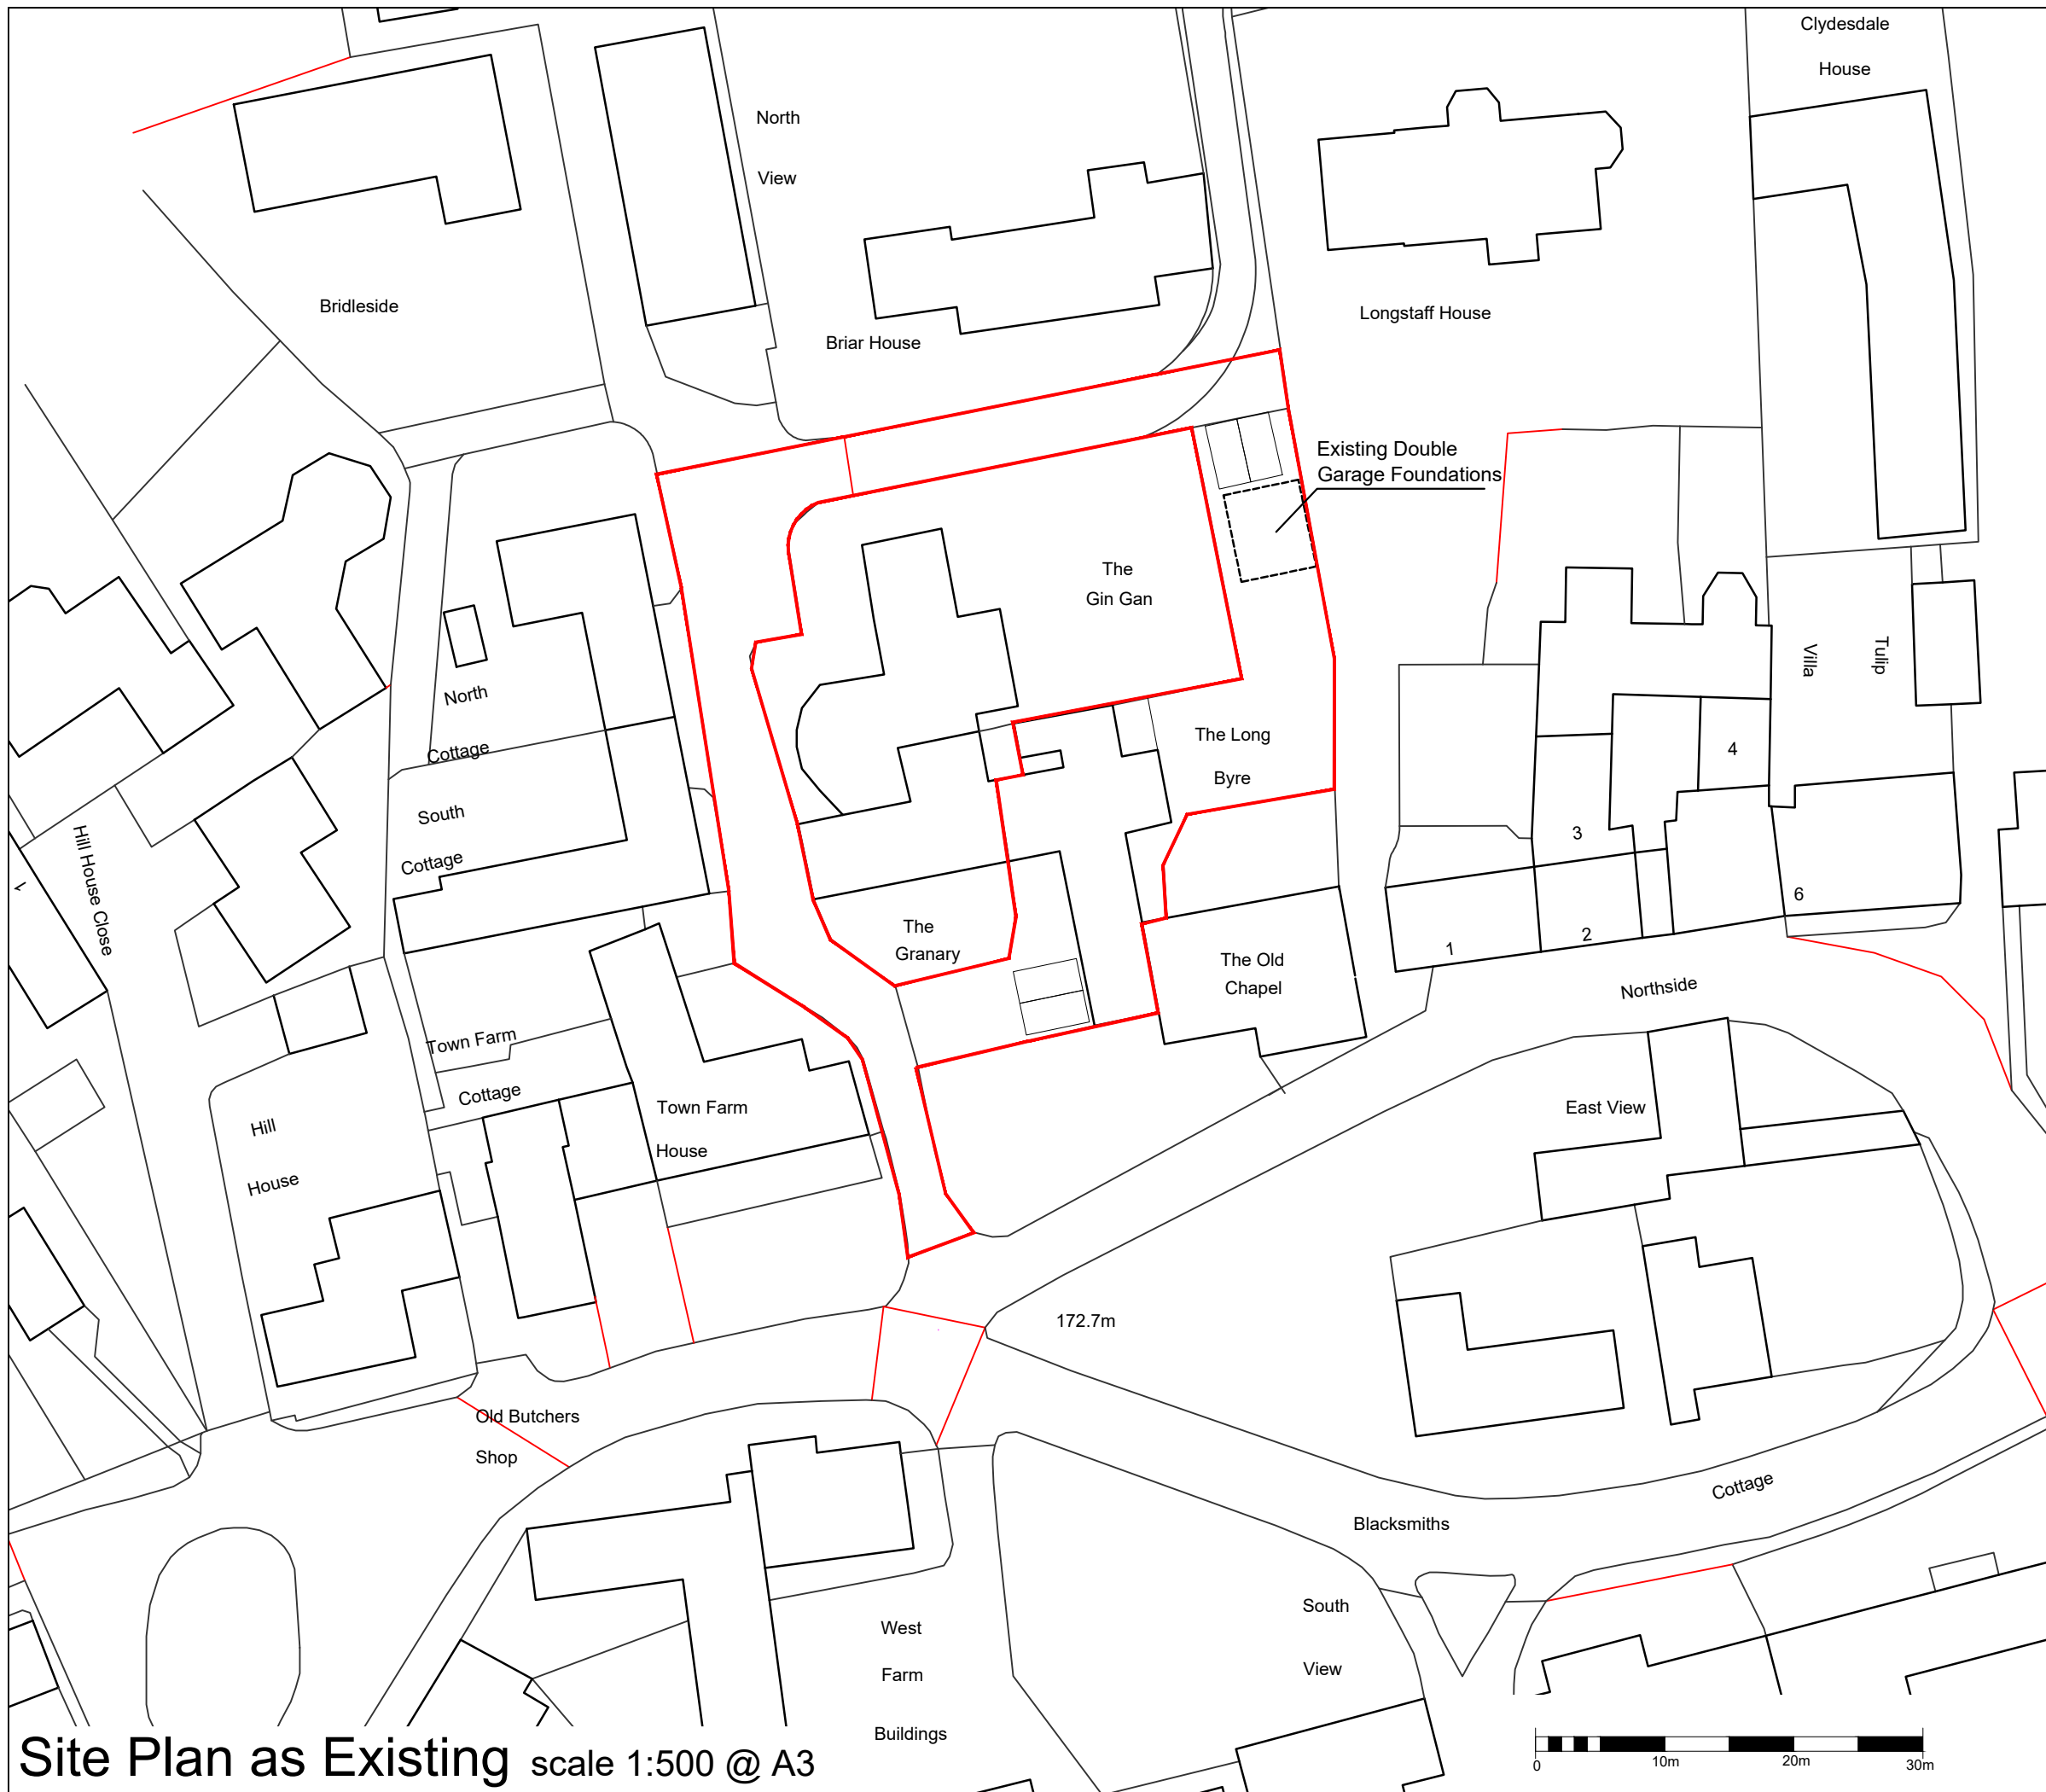 Clydesdale
House
North
View
Bridleside
Longstaff House
Briar House
Existing Double
Garage Foundations
The
Gin Gan
Villa
Tulip
North
Cottage
The Long
Byre
4
South
Cottage
3
Hill House Close
1
6
The
Granary
1
2
The Old
Chapel
Northside
Town Farm
Cottage
Town Farm
House
East View
Hill
House
172.7m
Old Butchers
Shop
Cottage
Blacksmiths
South
View
West
Farm
Buildings
Site Plan as Existing scale 1:500 @ A3
0 10m 20m 30m